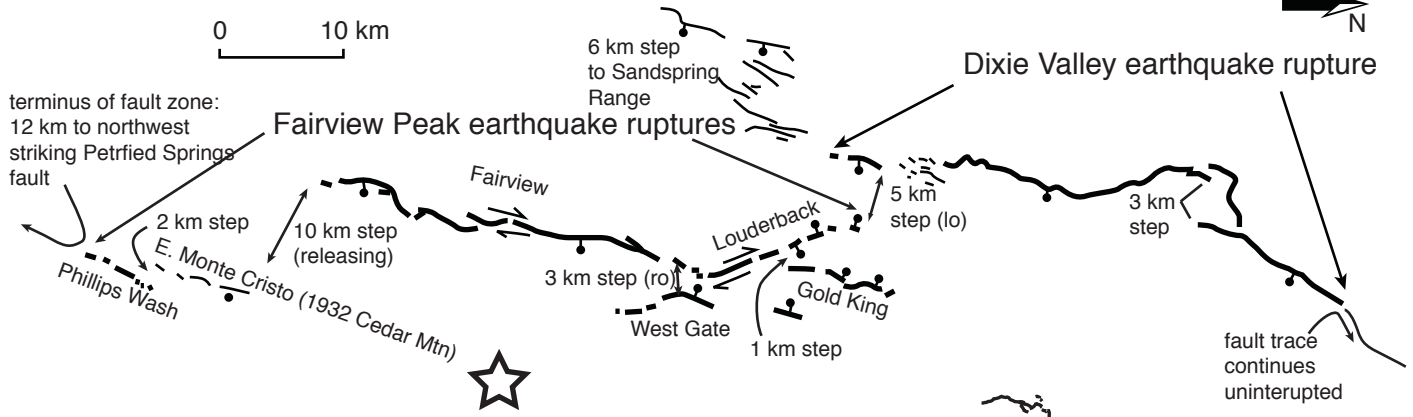 0 10 km
N
6 km step
to Sandspring
Range
Dixie Valley earthquake rupture
terminus of fault zone:
12 km to northwest
striking Petrfied Springs
fault
Fairview Peak earthquake ruptures
Fairview
2 km step
10 km step
(releasing)
E. Monte Cristo (1932 Cedar Mtn)
Phillips Wash
3 km step (ro)
Louderback
5 km
step (lo)
3 km
step
Gold King
West Gate
1 km step
fault trace
continues
uninterrupted